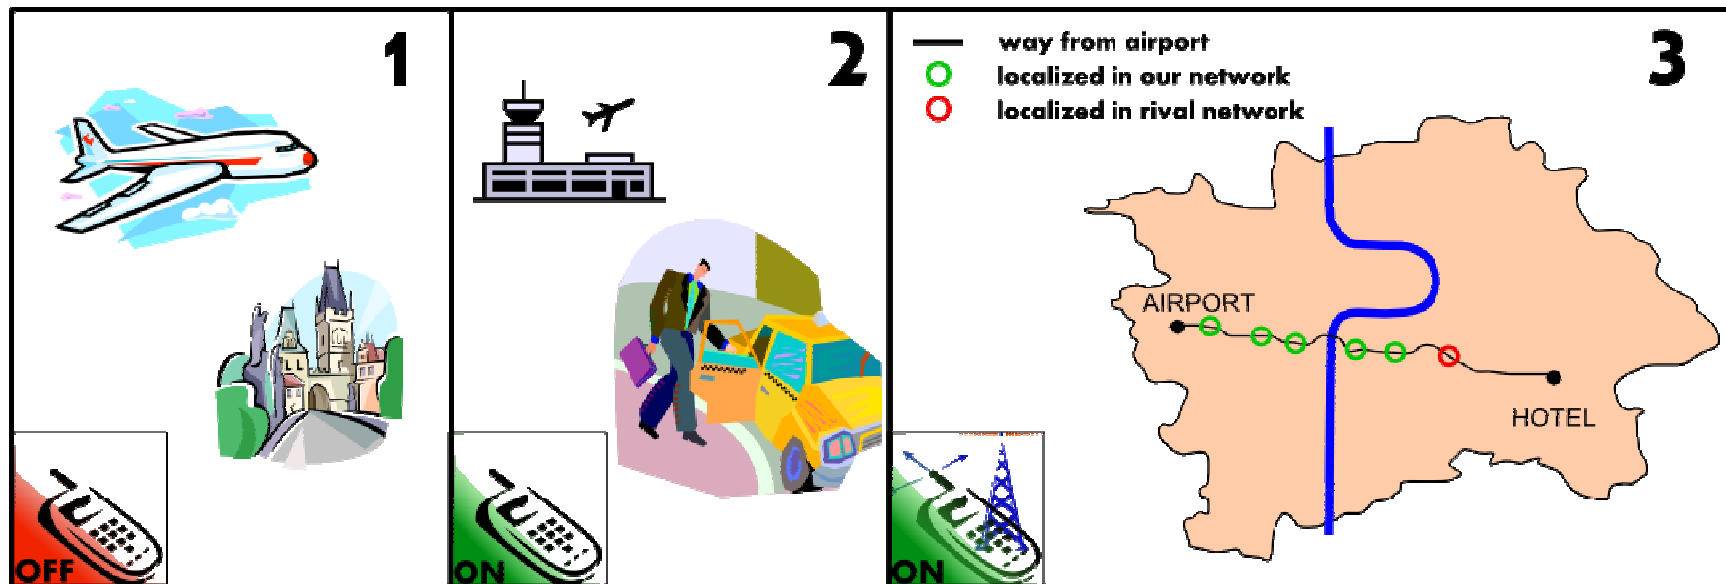 1
OFF
2
ON
3
way from airport
localized in our network
localized in rival network
AIRPORT
HOTEL
ON